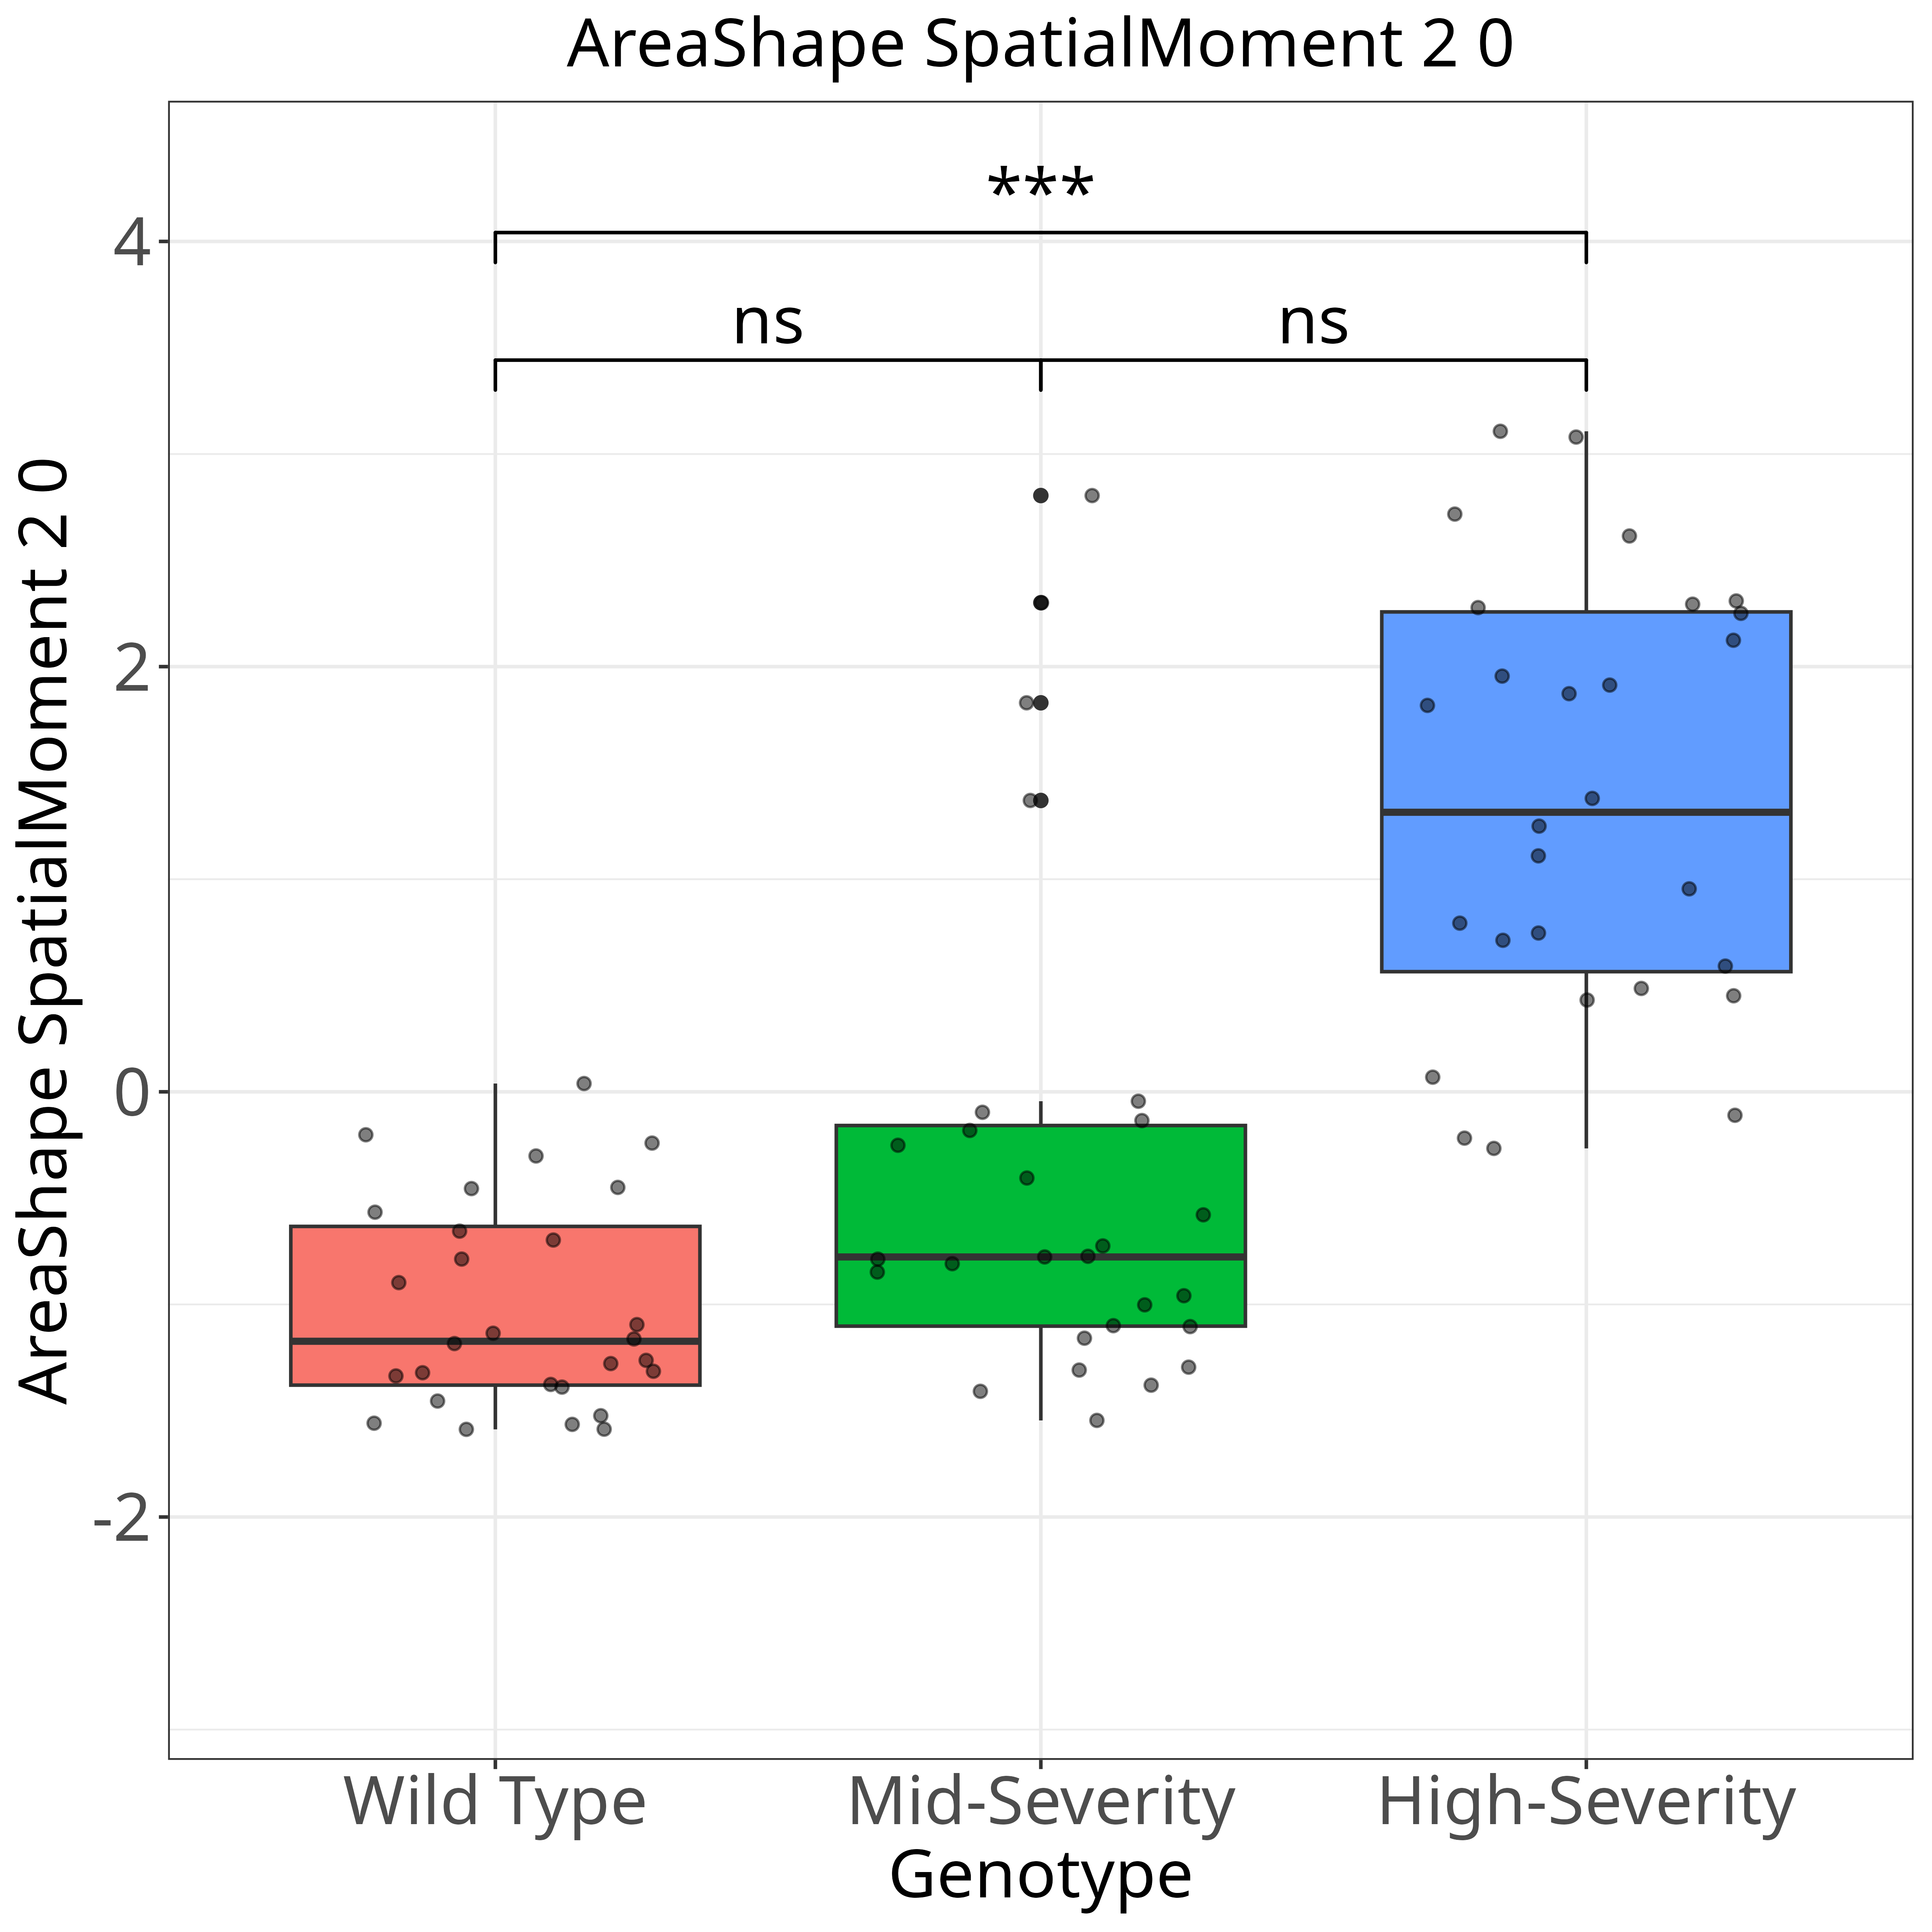 AreaShape SpatialMoment 2 0
***
ns ns
4
2
0
-2
AreaShape SpatialMoment 2 0
Wild Type Mid-Severity High-Severity
Genotype